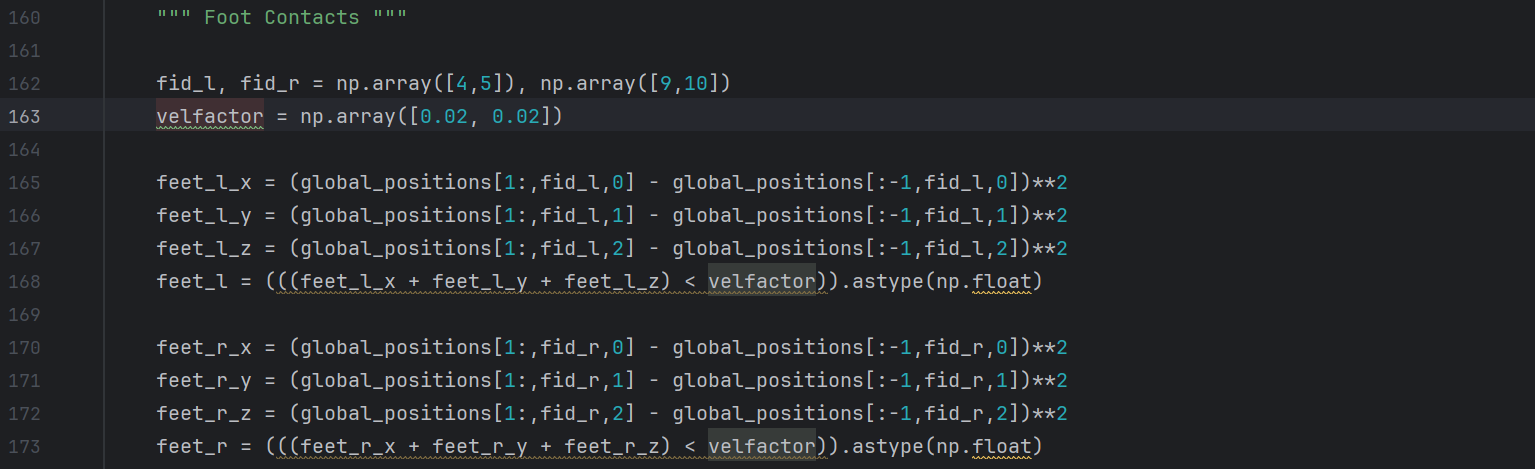 160 """ Foot Contacts """
161
162 fid_l, fid_r = np.array([4,5]), np.array([9,10])
163 velfactor = np.array([0.02, 0.02])
164
165 feet_l_x = (global_positions[1:,fid_l,0] - global_positions[:-1,fid_l,0])**2
166 feet_l_y = (global_positions[1:,fid_l,1] - global_positions[:-1,fid_l,1])**2
167 feet_l_z = (global_positions[1:,fid_l,2] - global_positions[:-1,fid_l,2])**2
168 feet_l = (((feet_l_x + feet_l_y + feet_l_z) < velfactor)).astype(np.float)
169
170 feet_r_x = (global_positions[1:,fid_r,0] - global_positions[:-1,fid_r,0])**2
171 feet_r_y = (global_positions[1:,fid_r,1] - global_positions[:-1,fid_r,1])**2
172 feet_r_z = (global_positions[1:,fid_r,2] - global_positions[:-1,fid_r,2])**2
173 feet_r = (((feet_r_x + feet_r_y + feet_r_z) < velfactor)).astype(np.float)